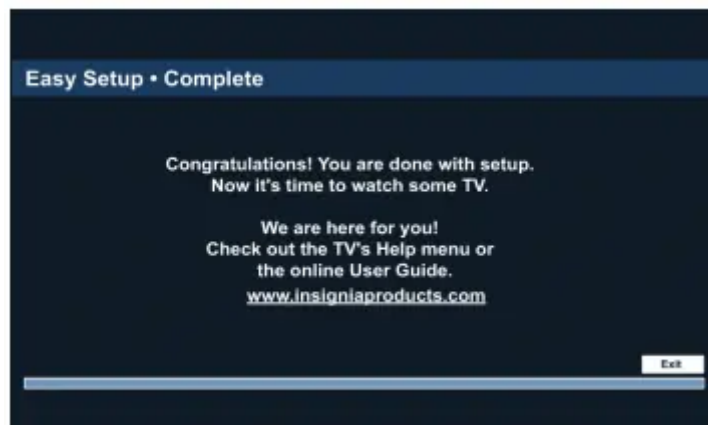 Easy Setup • Complete
Congratulations! You are done with setup.
Now it's time to watch some TV.
We are here for you!
Check out the TV's Help menu or
the online User Guide.
www.insigniaproducts.com
Exit